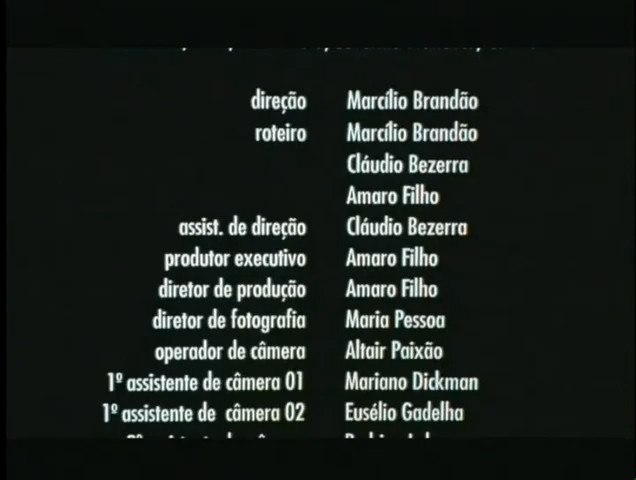 direção Marcílio Brandão
roteiro Marcílio Brandão
Cláudio Bezerra
Amaro Filho
assist. de direção Cláudio Bezerra
produtor executivo Amaro Filho
diretor de produção Amaro Filho
diretor de fotografia Maria Pessoa
operador de câmera Altair Paixão
1º assistente de câmera 01 Mariano Dickman
1º assistente de câmera 02 Eusélio Gadelha